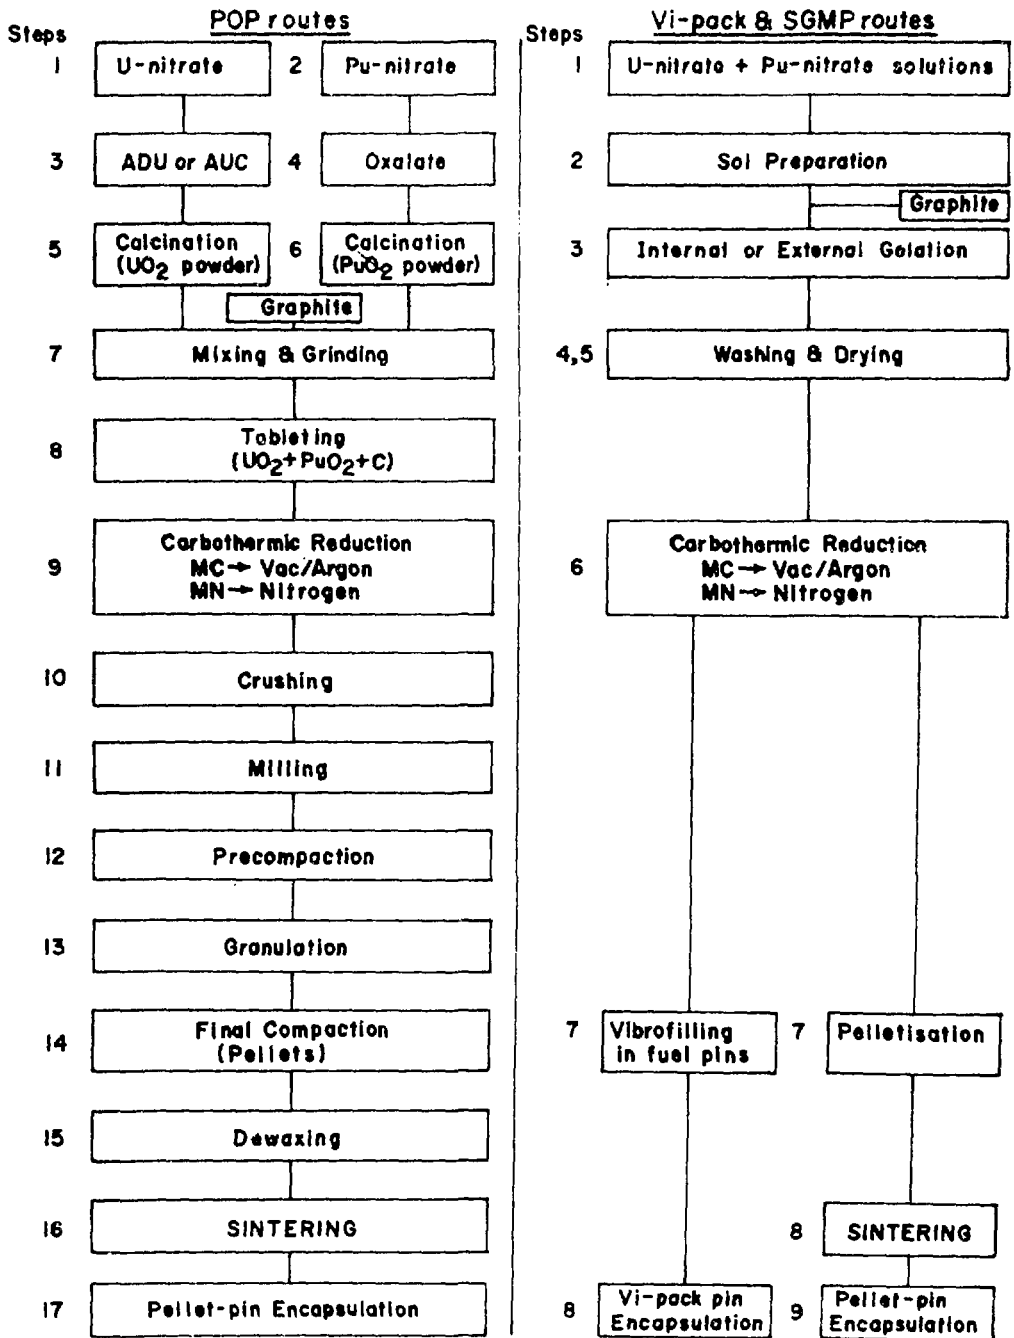 POP routes
Steps
1 U-nitrate 2 Pu-nitrate
3 ADU or AUC 4 Oxalate
5 Calcination
(UO2 powder)
6 Calcination
(PuO2 powder)
Graphite
7 Mixing & Grinding
8 Tableting
(UO2+PuO2+C)
9 Carbothermic Reduction
MC→ Vac/Argon
MN→ Nitrogen
10 Crushing
11 Milling
12 Precompaction
13 Granulation
14 Final Compaction
(Pellets)
15 Dewaxing
16 SINTERING
17 Pellet-pin Encapsulation
Vi-pack & SGMP routes
Steps
1 U-nitrate + Pu-nitrate solutions
2 Sol Preparation
Graphite
3 Internal or External Gelation
4,5 Washing & Drying
6 Carbothermic Reduction
MC→ Vac/Argon
MN→ Nitrogen
7 Vibrofilling
in fuel pins
7 Pelletisation
8 SINTERING
8 Vi-pack pin
Encapsulation
9 Pellet-pin
Encapsulation